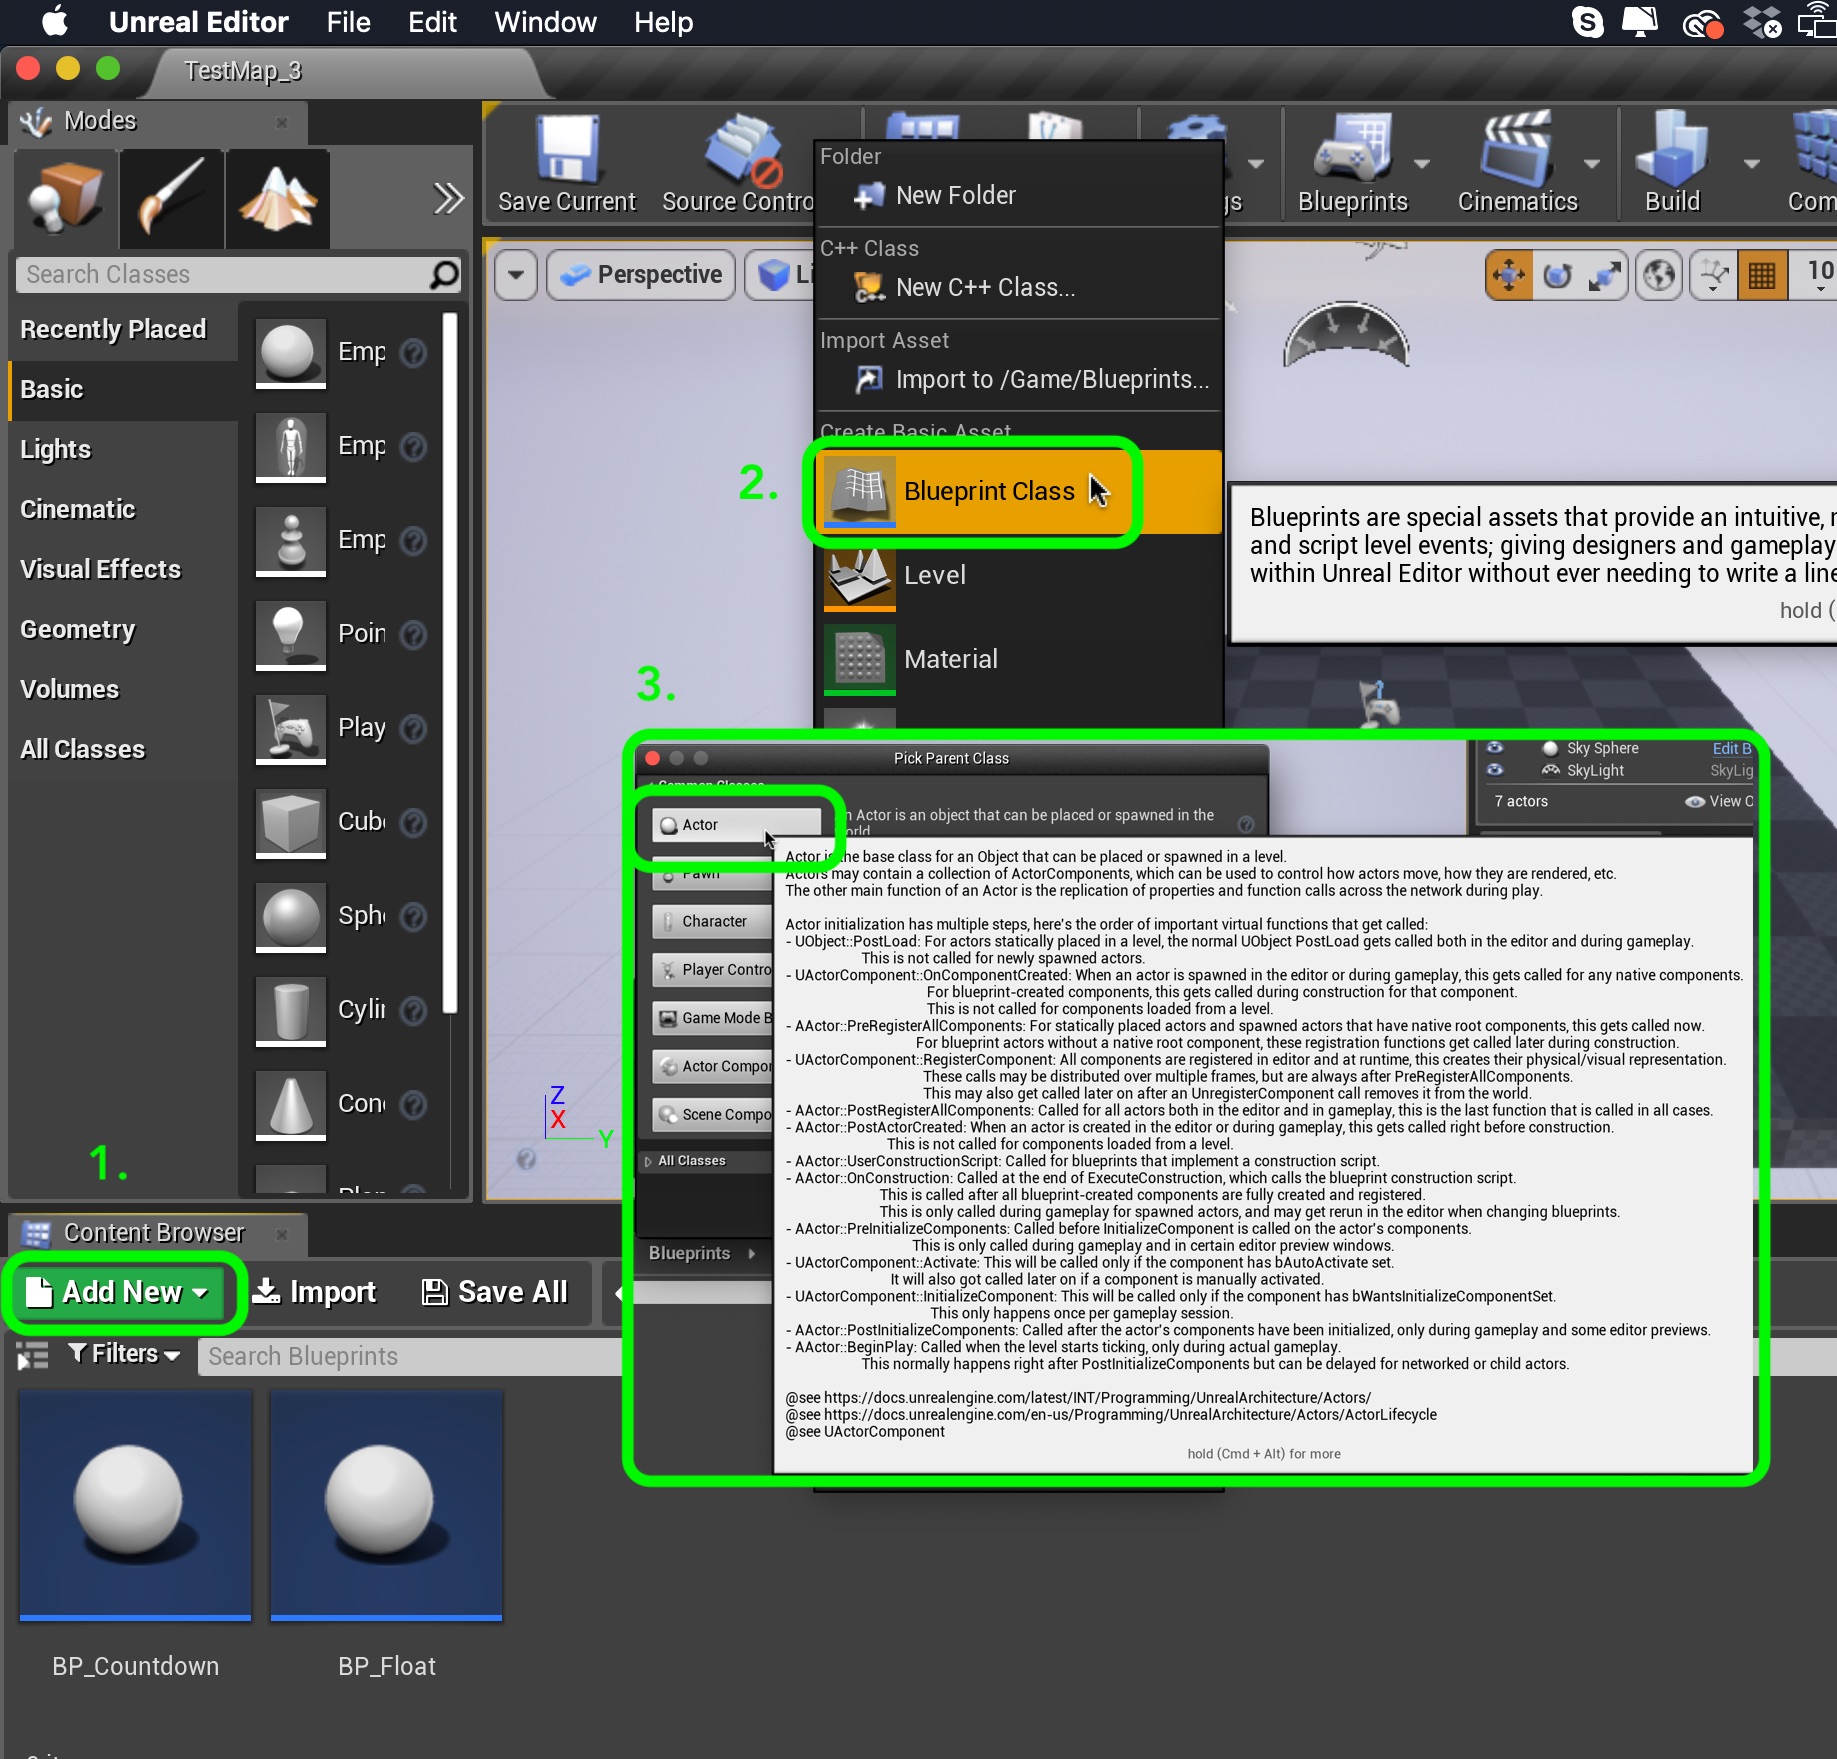 Unreal Editor File Edit Window Help
TestMap_3
Modes
Save Current
Source Contro
gs
Blueprints
Cinematics
Build
Com
Search Classes
Recently Placed
Basic
Lights
Cinematic
Visual Effects
Geometry
Volumes
All Classes
Emp
Emp
Emp
Poin
Play
Cube
Sphe
Cylin
Cone
Perspective
Li
10
Folder
New Folder
C++ Class
New C++ Class...
Import Asset
Import to /Game/Blueprints...
Create Basic Asset
2.
Blueprint Class
Level
Material
Blueprints are special assets that provide an intuitive,
and script level events; giving designers and gameplay
within Unreal Editor without ever needing to write a line
hold (
3.
Pick Parent Class
Common Classes
Actor
n Actor is an object that can be placed or spawned in the
orld
Pawn
Character
Player Contro
Game Mode B
Actor Compo
Scene Compo
All Classes
Blueprints
Sky Sphere Edit B
SkyLight SkyLig
7 actors View O
Actor is the base class for an Object that can be placed or spawned in a level.
Actors may contain a collection of ActorComponents, which can be used to control how actors move, how they are rendered, etc.
The other main function of an Actor is the replication of properties and function calls across the network during play.
Actor initialization has multiple steps, here's the order of important virtual functions that get called:
- UObject::PostLoad: For actors statically placed in a level, the normal UObject PostLoad gets called both in the editor and during gameplay.
This is not called for newly spawned actors.
- UActorComponent::OnComponentCreated: When an actor is spawned in the editor or during gameplay, this gets called for any native components.
For blueprint-created components, this gets called during construction for that component.
This is not called for components loaded from a level.
- AActor::PreRegisterAllComponents: For statically placed actors and spawned actors that have native root components, this gets called now.
For blueprint actors without a native root component, these registration functions get called later during construction.
- UActorComponent::RegisterComponent: All components are registered in editor and at runtime, this creates their physical/visual representation.
These calls may be distributed over multiple frames, but are always after PreRegisterAllComponents.
This may also get called later on after an UnregisterComponent call removes it from the world.
- AActor::PostRegisterAllComponents: Called for all actors both in the editor and in gameplay, this is the last function that is called in all cases.
- AActor::PostActorCreated: When an actor is created in the editor or during gameplay, this gets called right before construction.
This is not called for components loaded from a level.
- AActor::UserConstructionScript: Called for blueprints that implement a construction script.
- AActor::OnConstruction: Called at the end of ExecuteConstruction, which calls the blueprint construction script.
This is called after all blueprint-created components are fully created and registered.
This is only called during gameplay for spawned actors, and may get rerun in the editor when changing blueprints.
- AActor::PreInitializeComponents: Called before InitializeComponent is called on the actor's components.
This is only called during gameplay and in certain editor preview windows.
- UActorComponent::Activate: This will be called only if the component has bAutoActivate set.
It will also got called later on if a component is manually activated.
- UActorComponent::InitializeComponent: This will be called only if the component has bWantsInitializeComponentSet.
This only happens once per gameplay session.
- AActor::PostInitializeComponents: Called after the actor's components have been initialized, only during gameplay and some editor previews.
- AActor::BeginPlay: Called when the level starts ticking, only during actual gameplay.
This normally happens right after PostInitializeComponents but can be delayed for networked or child actors.
@see https://docs.unrealengine.com/latest/INT/Programming/UnrealArchitecture/Actors/
@see https://docs.unrealengine.com/en-us/Programming/UnrealArchitecture/Actors/ActorLifecycle
@see UActorComponent
hold (Cmd + Alt) for more
Z
X
Y
1.
Content Browser
Add New
Import
Save All
Filters
Search Blueprints
BP_Countdown
BP_Float